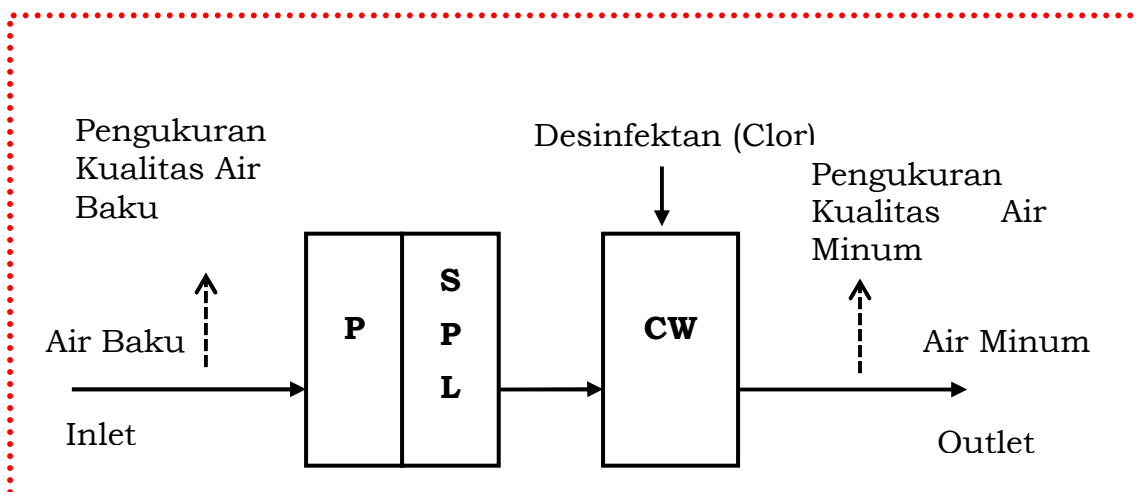 Pengukuran
Kualitas Air
Baku
Desinfektan (Clor)
Pengukuran
Kualitas Air
Minum
S
P
P
CW
L
Air Baku
Air Minum
Inlet
Outlet